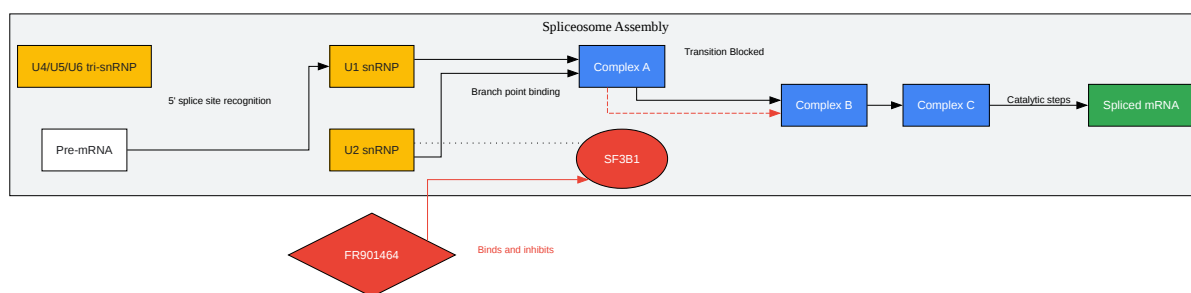 Spliceosome Assembly
U4/U5/U6 tri-snRNP
U1 snRNP
Complex A
Transition Blocked
5' splice site recognition
Branch point binding
Complex B
Complex C
Catalytic steps
Spliced mRNA
Pre-mRNA
U2 snRNP
SF3B1
FR901464
Binds and inhibits